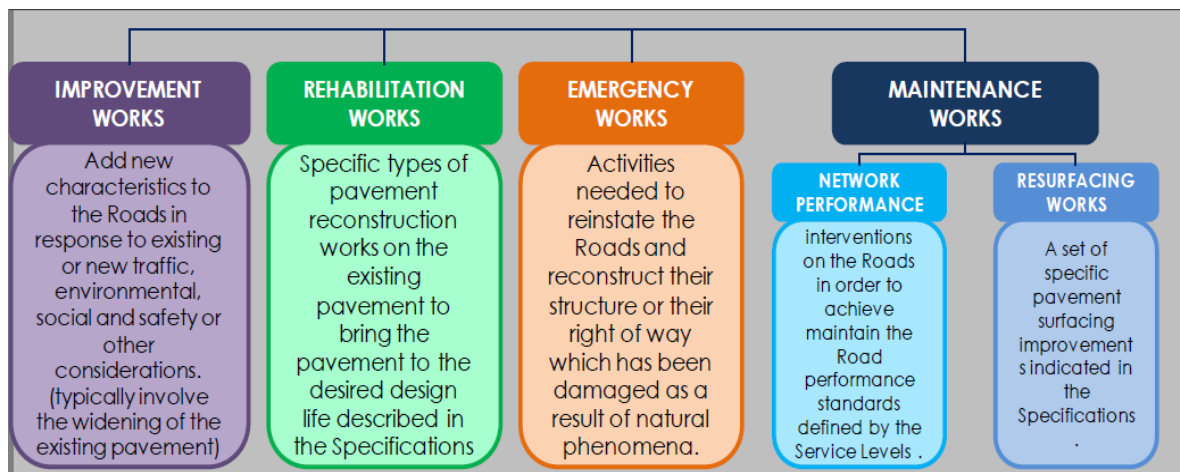 IMPROVEMENT
WORKS
Add new
characteristics to
the Roads in
response to existing
or new traffic,
environmental,
social and safety or
other
considerations.
(typically involve
the widening of the
existing pavement)
REHABILITATION
WORKS
Specific types of
pavement
reconstruction
works on the
existing
pavement to
bring the
pavement to the
desired design
life described in
the Specifications
EMERGENCY
WORKS
Activities
needed to
reinstate the
Roads and
reconstruct their
structure or their
right of way
which has been
damaged as a
result of natural
phenomena.
MAINTENANCE
WORKS
NETWORK
PERFORMANCE
interventions
on the Roads
in order to
achieve
maintain the
Road
performance
standards
defined by the
Service Levels .
RESURFACING
WORKS
A set of
specific
pavement
surfacing
improvement
s indicated in
the
Specifications
.